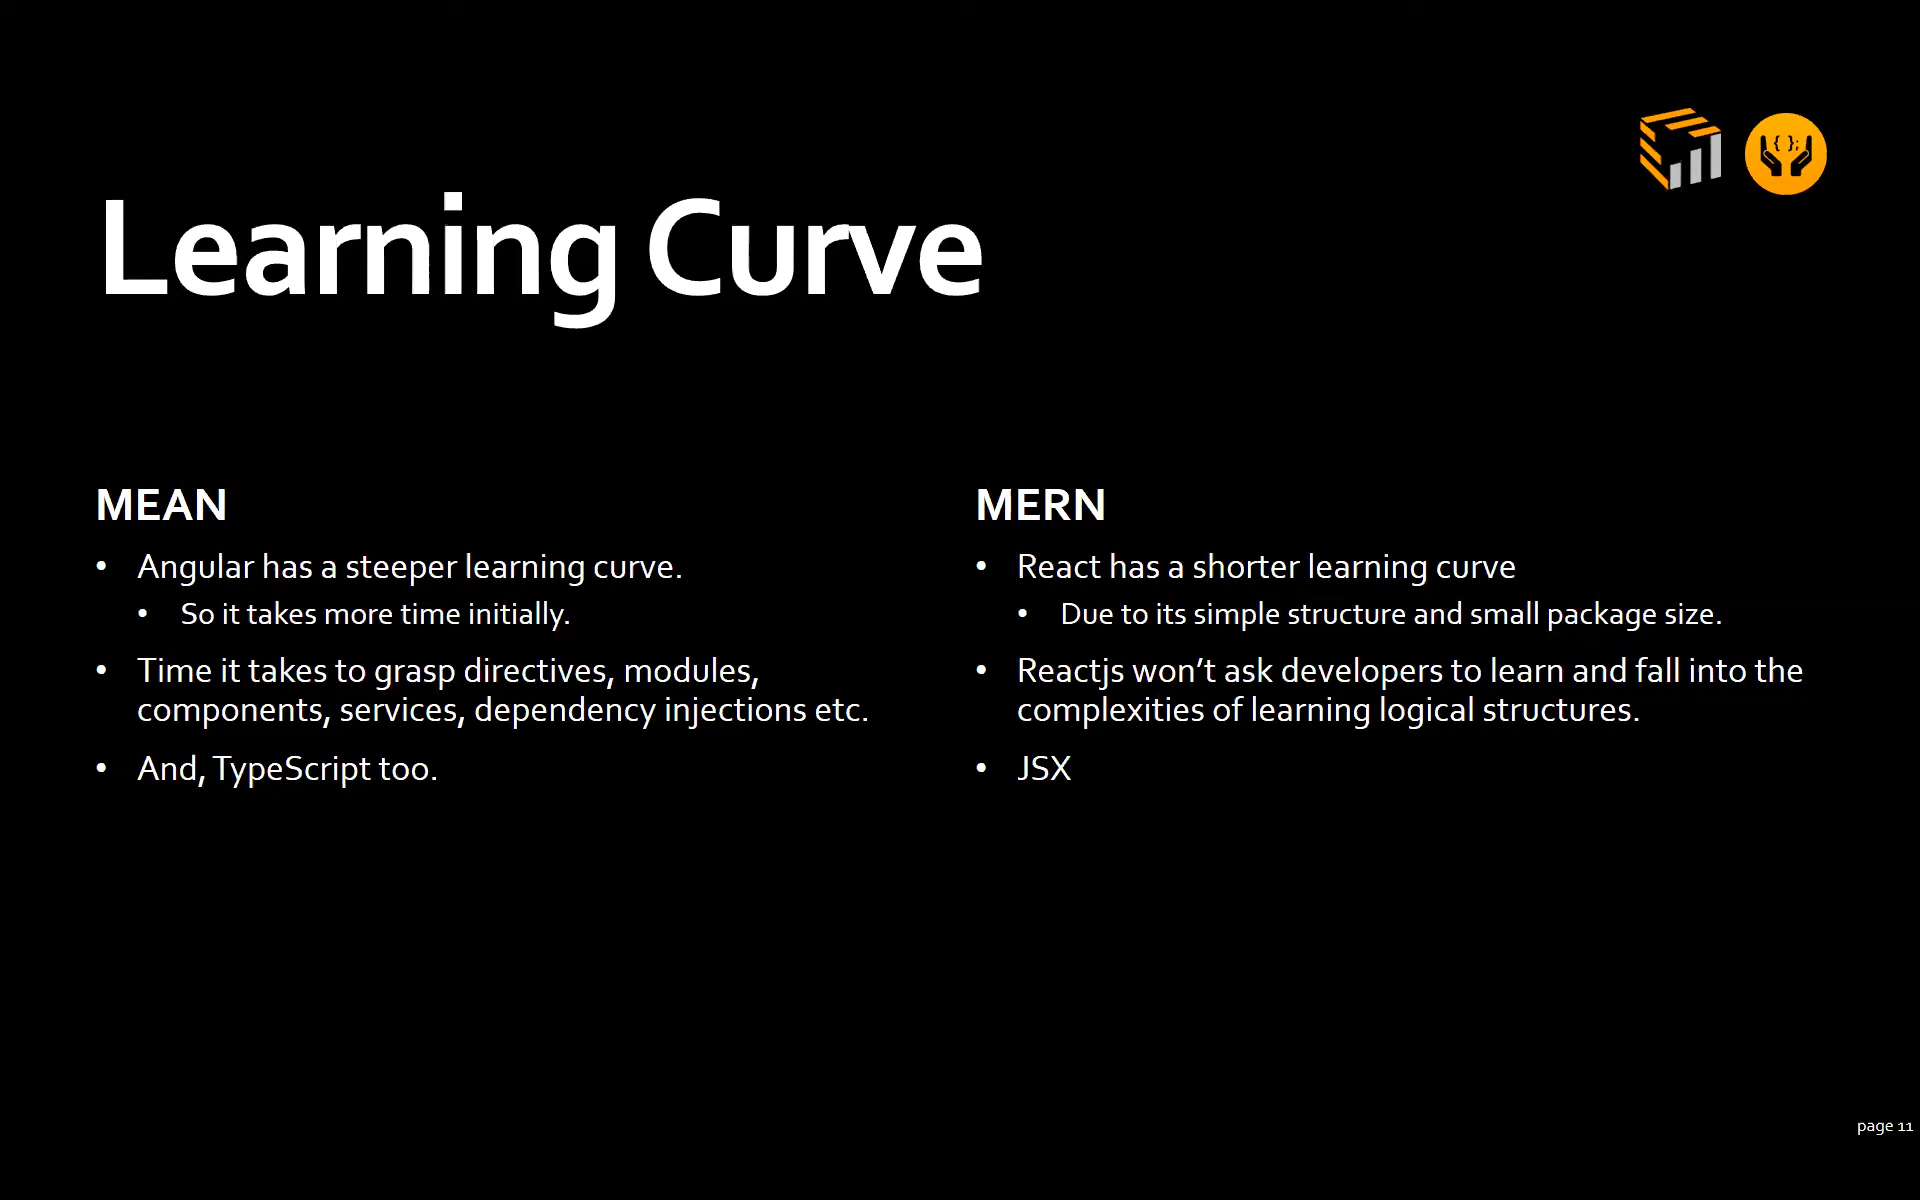 Learning Curve
MEAN
• Angular has a steeper learning curve.
• So it takes more time initially.
• Time it takes to grasp directives, modules,
components, services, dependency injections etc.
• And, TypeScript too.
MERN
• React has a shorter learning curve
• Due to its simple structure and small package size.
• Reactjs won’t ask developers to learn and fall into the
complexities of learning logical structures.
• JSX
page 11